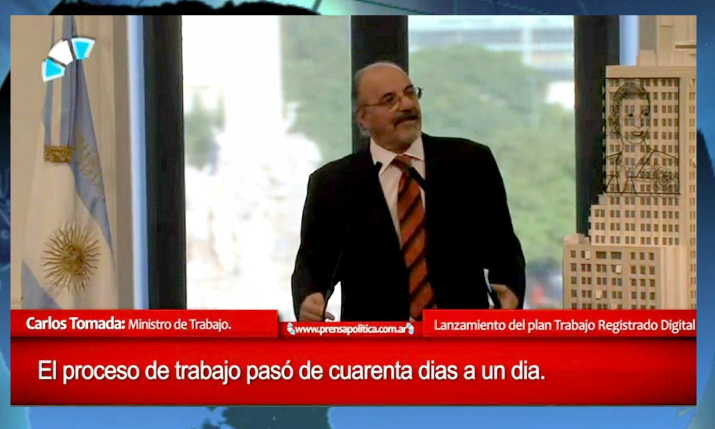 Carlos Tomada: Ministro de Trabajo.
www.prensapolitica.com.ar
Lanzamiento del plan Trabajo Registrado Digital
El proceso de trabajo pasó de cuarenta dias a un dia.